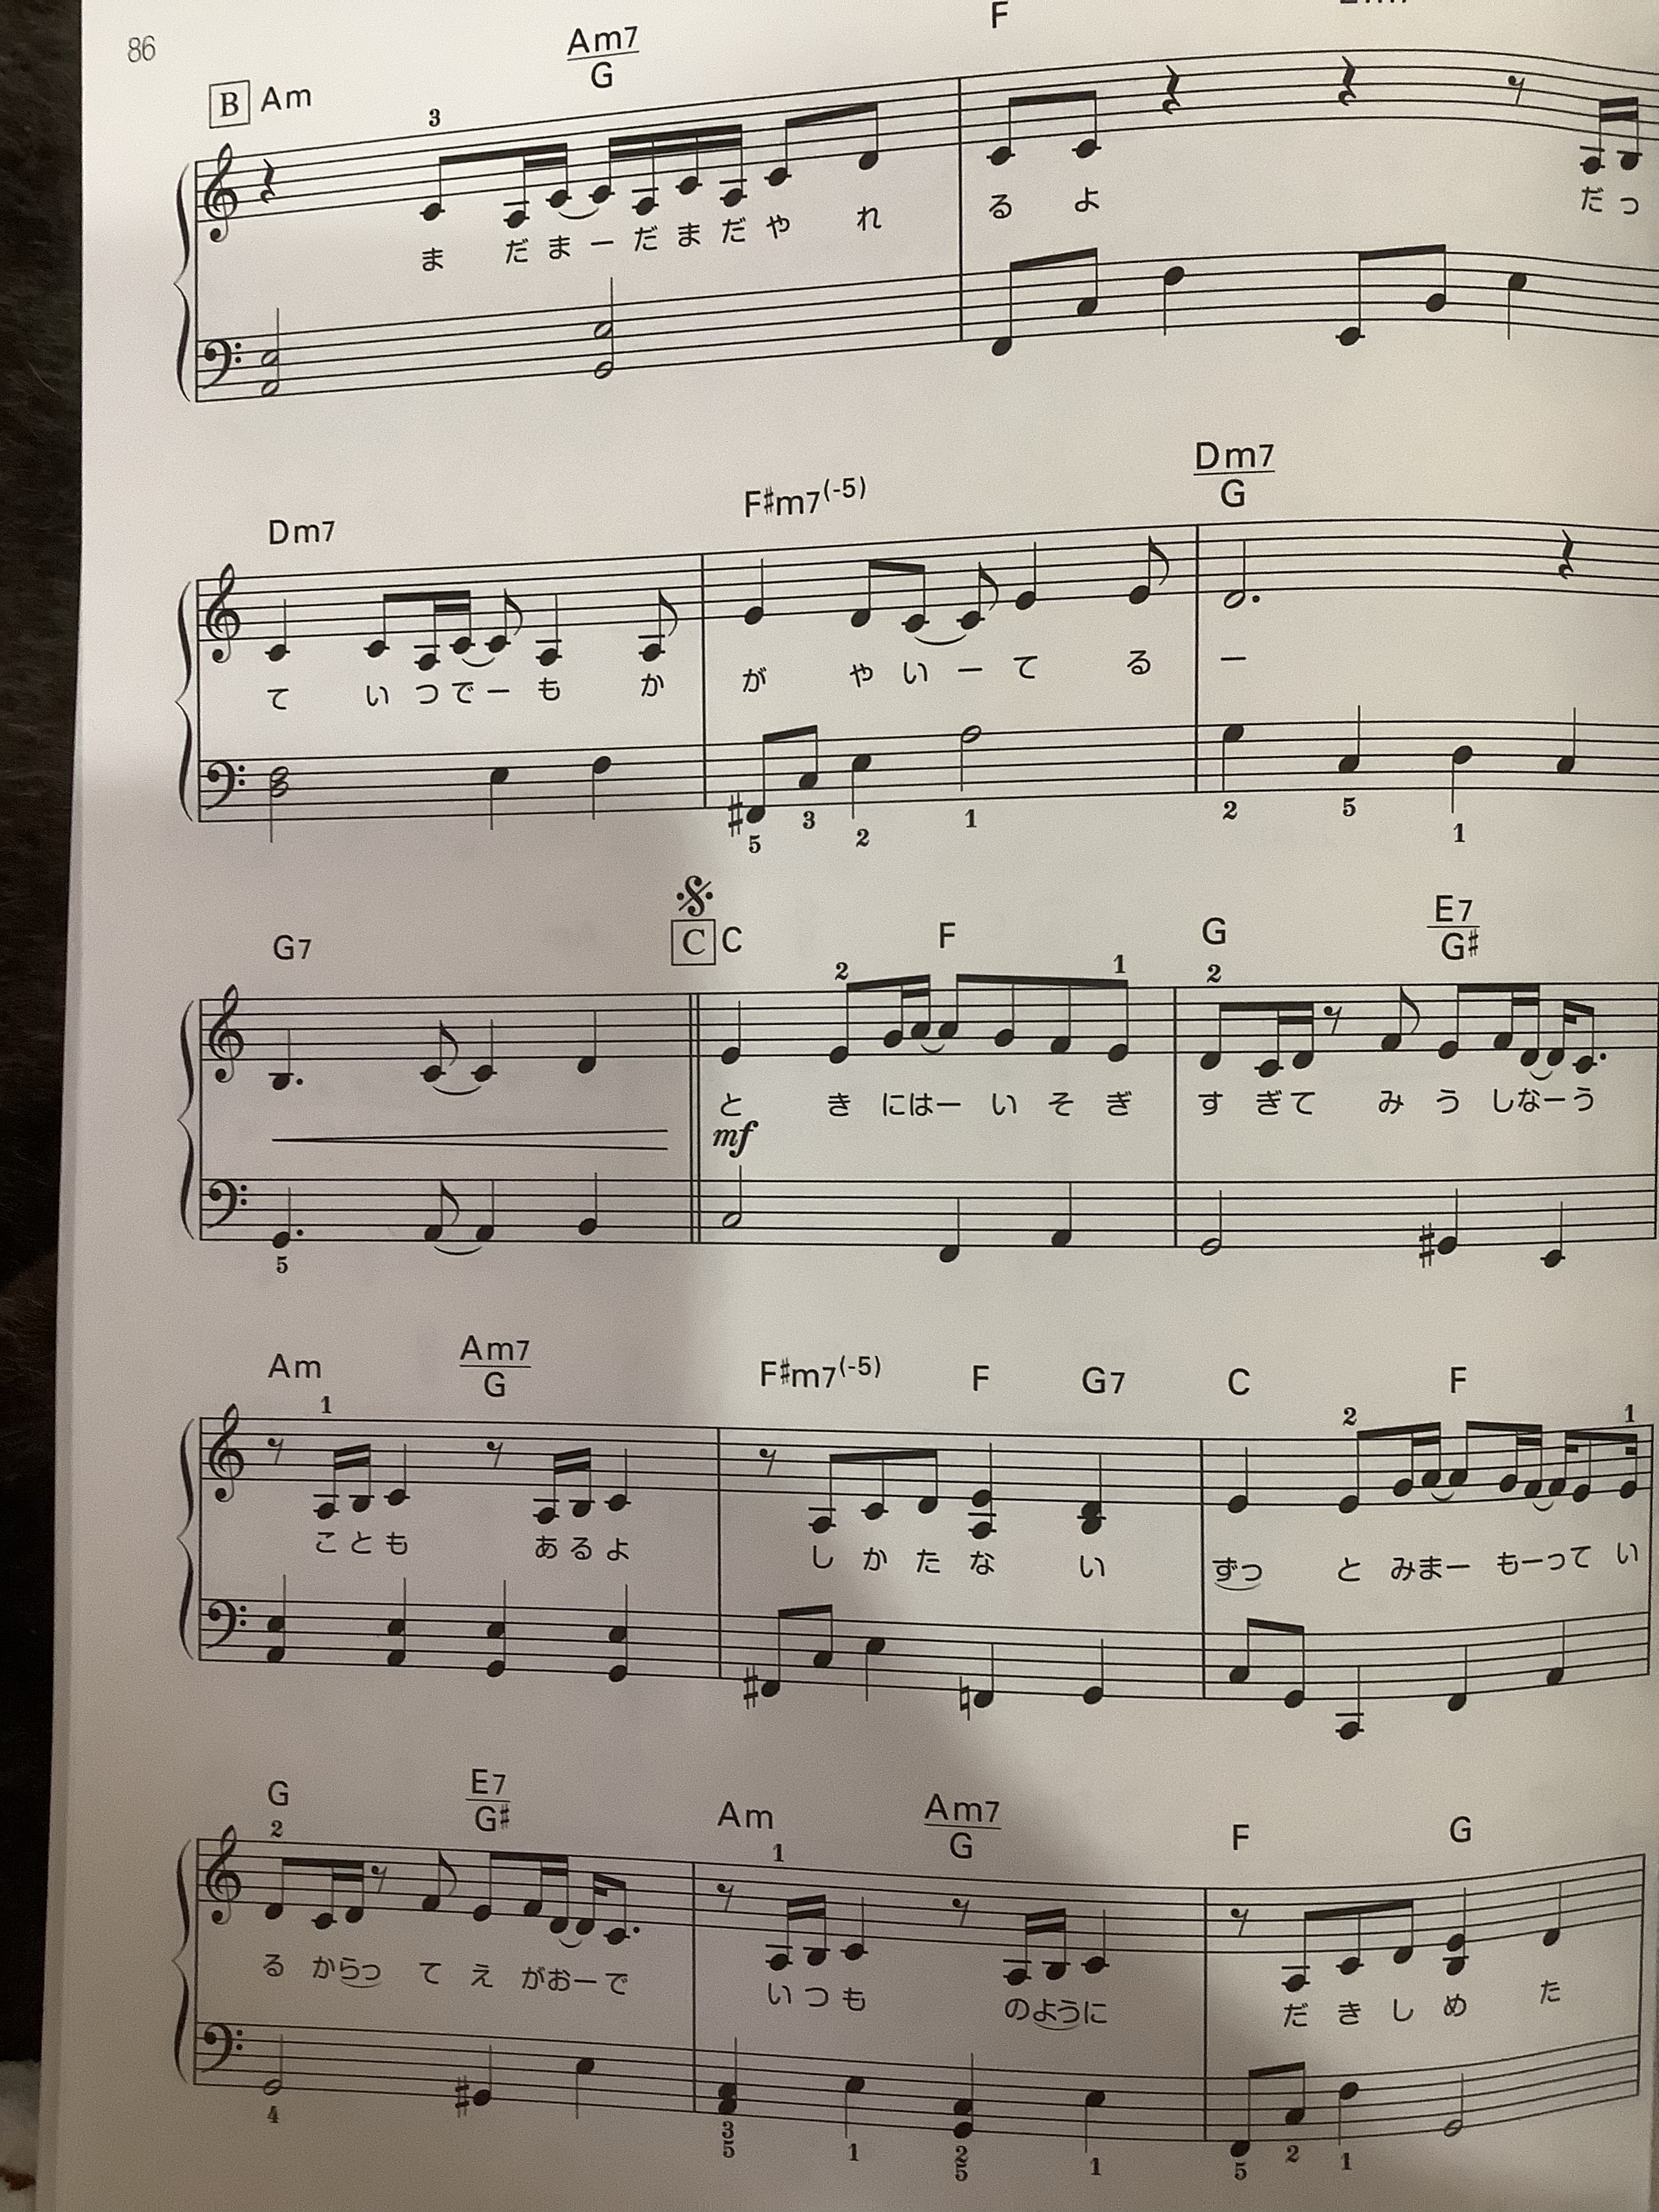 86
B Am Am7/G F
3
ま だ ま ー だ ま だ や れ る よ だ っ
Dm7 F#m7(-5) Dm7/G
て い つ で ー も か が や い ー て る ー
5 3 2 1 2 5 1
G7 C C F G E7/G#
2 1 2
と き に は ー い そ ぎ す ぎ て み う し な ー う
mf
5
Am Am7/G F#m7(-5) F G7 C F
1 2 1
こ と も あ る よ し か た な い ずっ と み ま ー も ー っ て い
G E7/G# Am Am7/G F G
2 1
る か らっ て え が お ー で い つ も の よう に だ き し め た
4 3 5 1 2 5 1 5 2 1